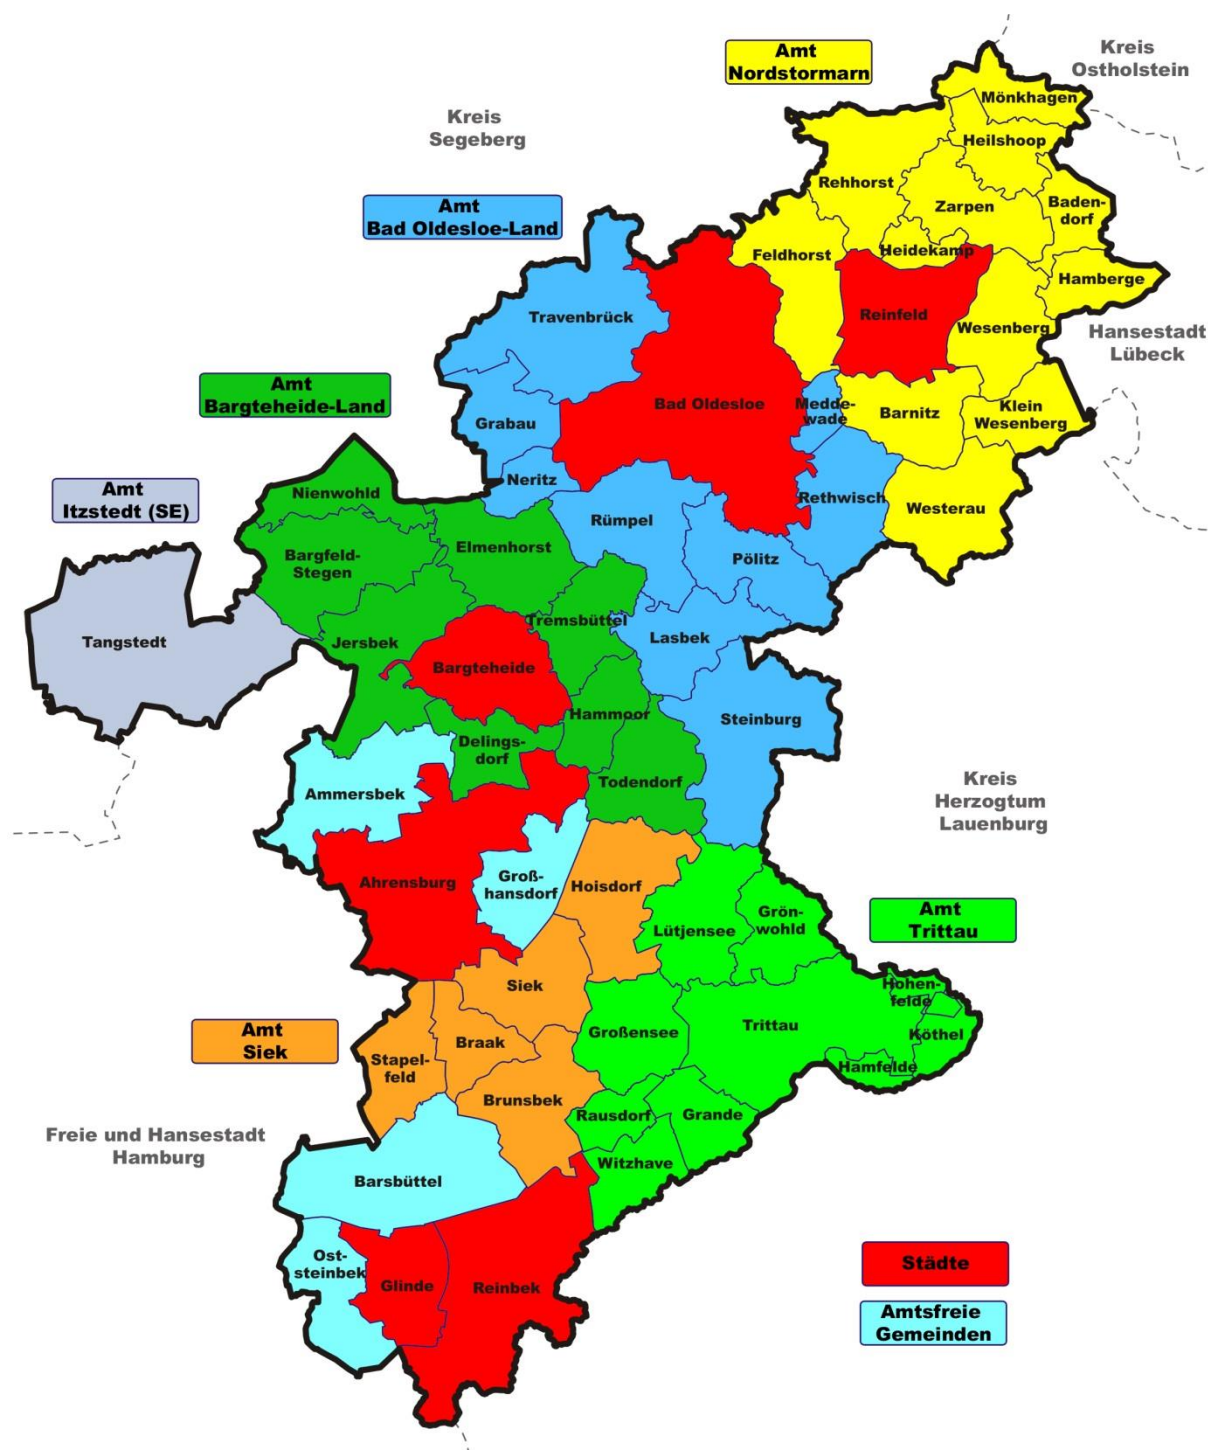 Amt
Nordstormarn
Kreis
Ostholstein
Kreis
Segeberg
Mönkhagen
Heilshoop
Rehhorst
Zarpen
Baden-
dorf
Amt
Bad Oldesloe-Land
Feldhorst
Heidekamp
Hamberge
Travenbrück
Reinfeld
Wesenberg
Hansestadt
Lübeck
Amt
Bargteheide-Land
Grabau
Bad Oldesloe
Medde-
wade
Barnitz
Klein
Wesenberg
Amt
Itzstedt (SE)
Nienwohld
Neritz
Rümpel
Rethwisch
Westerau
Bargfeld-
Stegen
Elmenhorst
Pölitz
Tangstedt
Jersbek
Tremsbüttel
Lasbek
Bargteheide
Hammoor
Steinburg
Delings-
dorf
Todendorf
Ammersbek
Kreis
Herzogtum
Lauenburg
Ahrensburg
Groß-
hansdorf
Hoisdorf
Lütjensee
Grön-
wohld
Amt
Trittau
Siek
Hohen-
felde
Amt
Siek
Stapel-
feld
Braak
Großensee
Trittau
Köthel
Hamfelde
Brunsbek
Rausdorf
Grande
Freie und Hansestadt
Hamburg
Barsbüttel
Witzhave
Ost-
steinbek
Glinde
Reinbek
Städte
Amtsfreie
Gemeinden